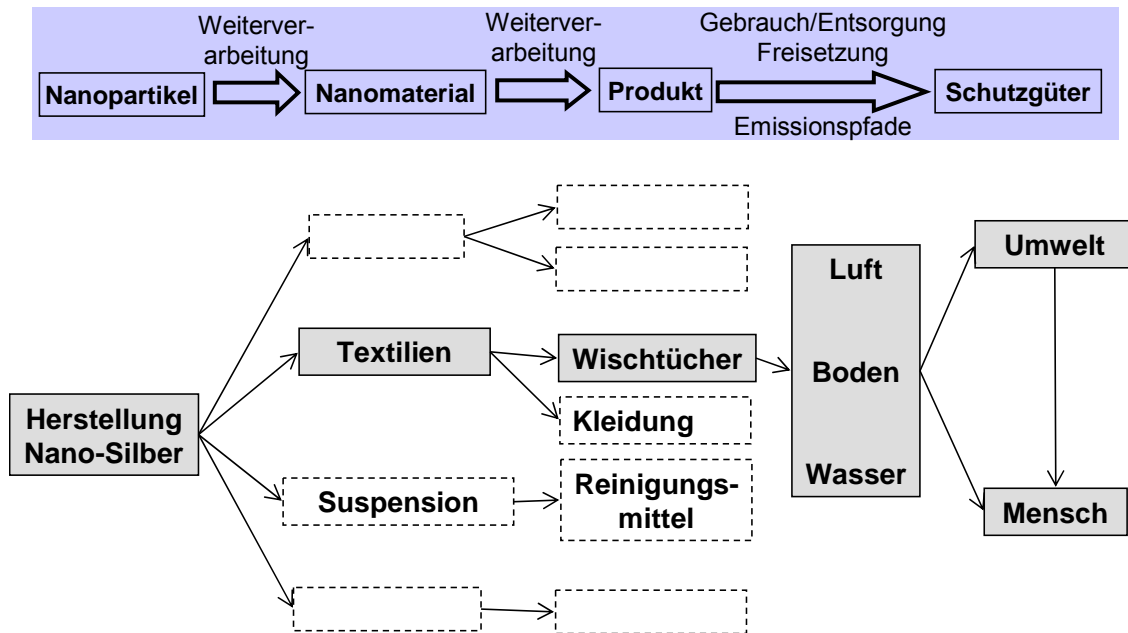 Weiterver-
arbeitung
Weiterver-
arbeitung
Gebrauch/Entsorgung
Freisetzung
Nanopartikel
Nanomaterial
Produkt
Schutzgüter
Emissionspfade
Umwelt
Luft
Textilien
Wischtücher
Boden
Herstellung
Nano-Silber
Kleidung
Wasser
Suspension
Reinigungs-
mittel
Mensch